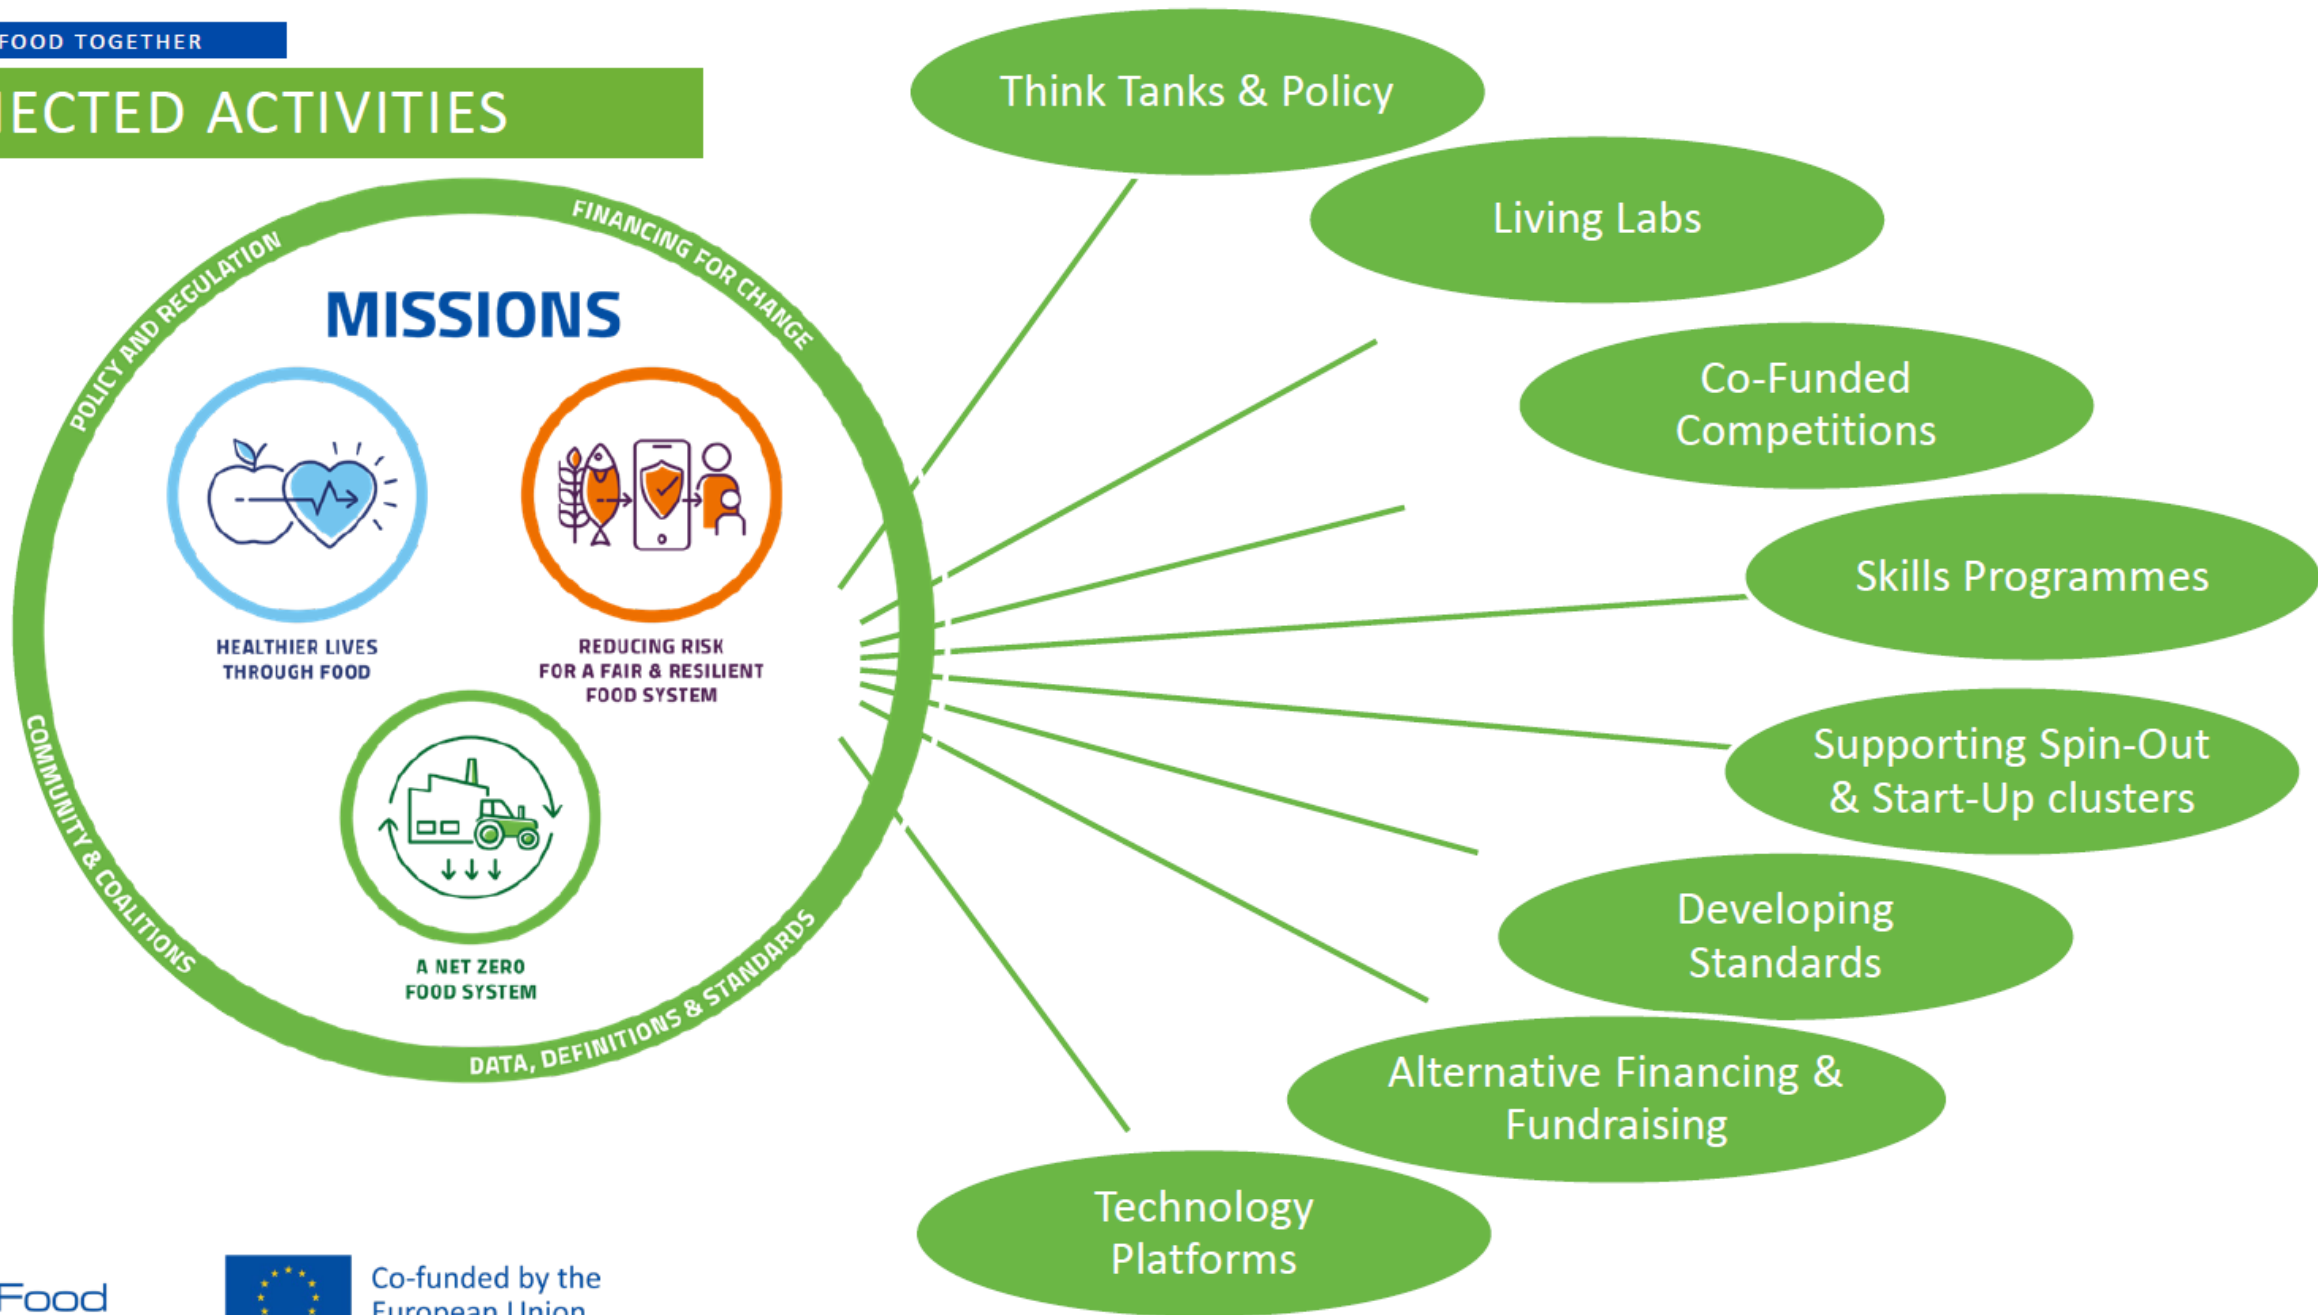 FOOD TOGETHER
NECTED ACTIVITIES
POLICY AND REGULATION
FINANCING FOR CHANGE
MISSIONS
HEALTHIER LIVES
THROUGH FOOD
REDUCING RISK
FOR A FAIR & RESILIENT
FOOD SYSTEM
A NET ZERO
FOOD SYSTEM
COMMUNITY & COALITIONS
DATA, DEFINITIONS & STANDARDS
Think Tanks & Policy
Living Labs
Co-Funded
Competitions
Skills Programmes
Supporting Spin-Out
& Start-Up clusters
Developing
Standards
Alternative Financing &
Fundraising
Technology
Platforms
Food
Co-funded by the
European Union